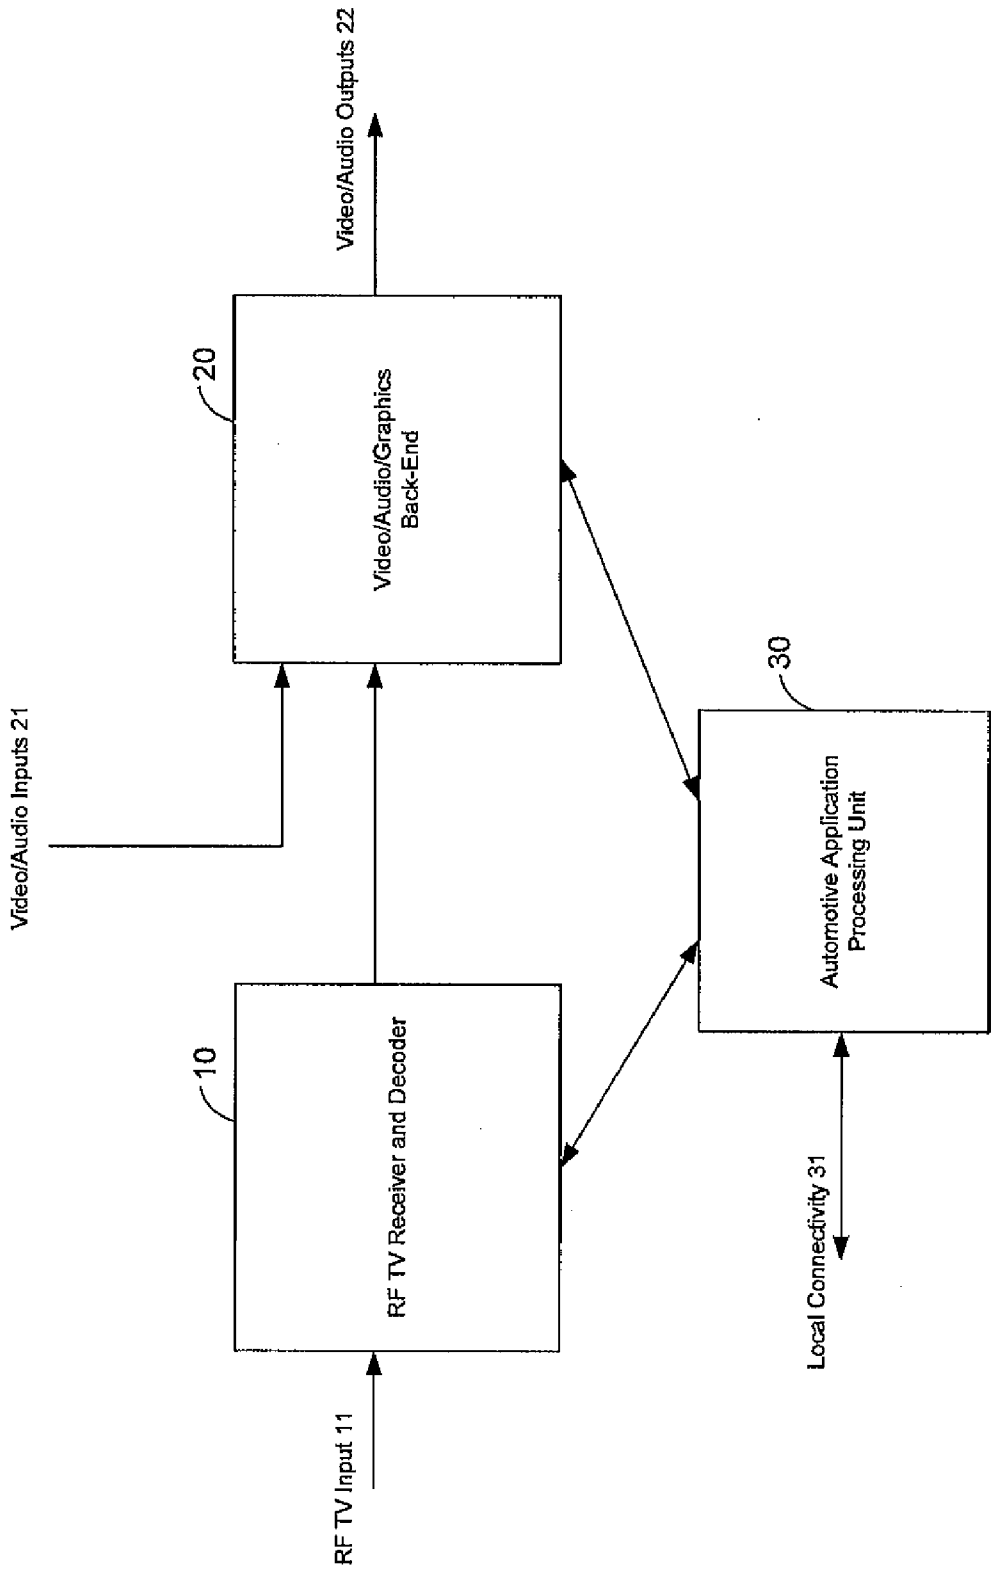 Video/Audio Inputs 21
10
20
RF TV Input 11
RF TV Receiver and Decoder
Video/Audio/Graphics
Back-End
Video/Audio Outputs 22
30
Local Connectivity 31
Automotive Application
Processing Unit